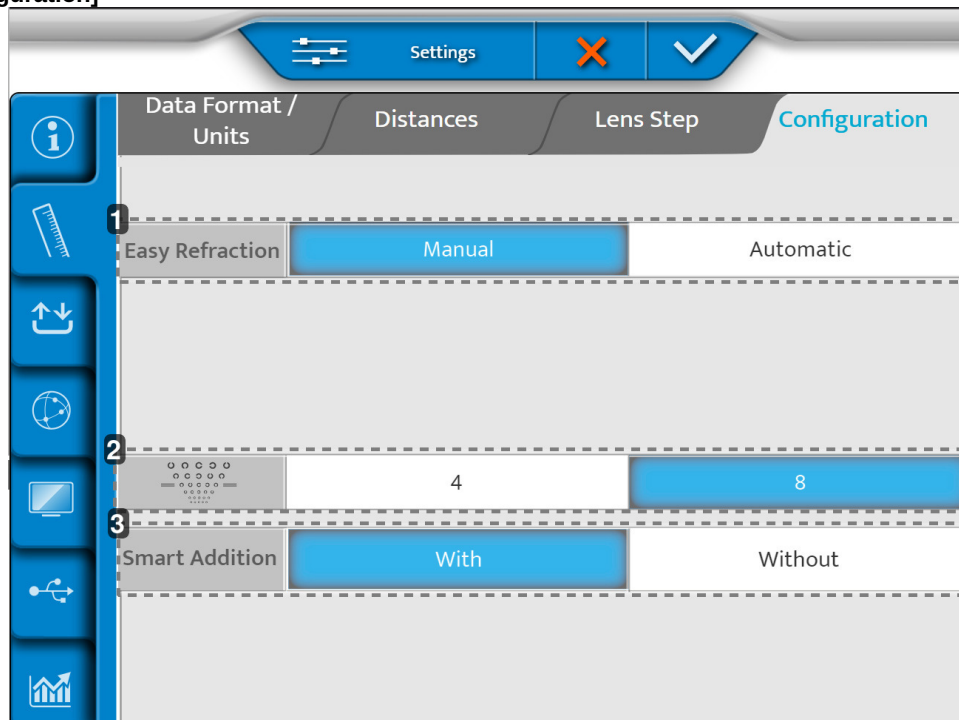 guration]
Settings
Data Format / Units
Distances
Lens Step
Configuration
1
Easy Refraction
Manual
Automatic
2
4
8
3
Smart Addition
With
Without